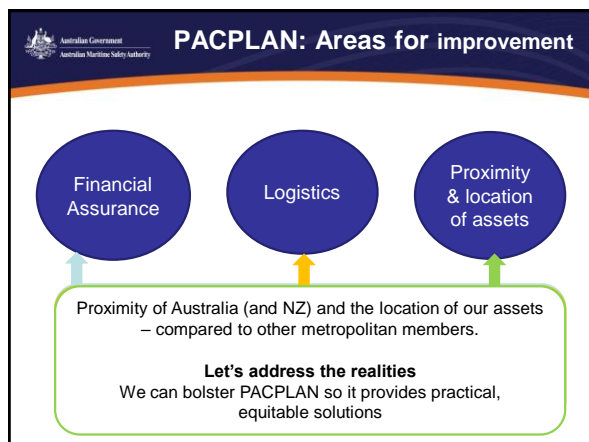 Australian Government
Australian Maritime Safety Authority
PACPLAN: Areas for improvement
Financial
Assurance
Logistics
Proximity
& location
of assets
Proximity of Australia (and NZ) and the location of our assets
– compared to other metropolitan members.
Let's address the realities
We can bolster PACPLAN so it provides practical,
equitable solutions